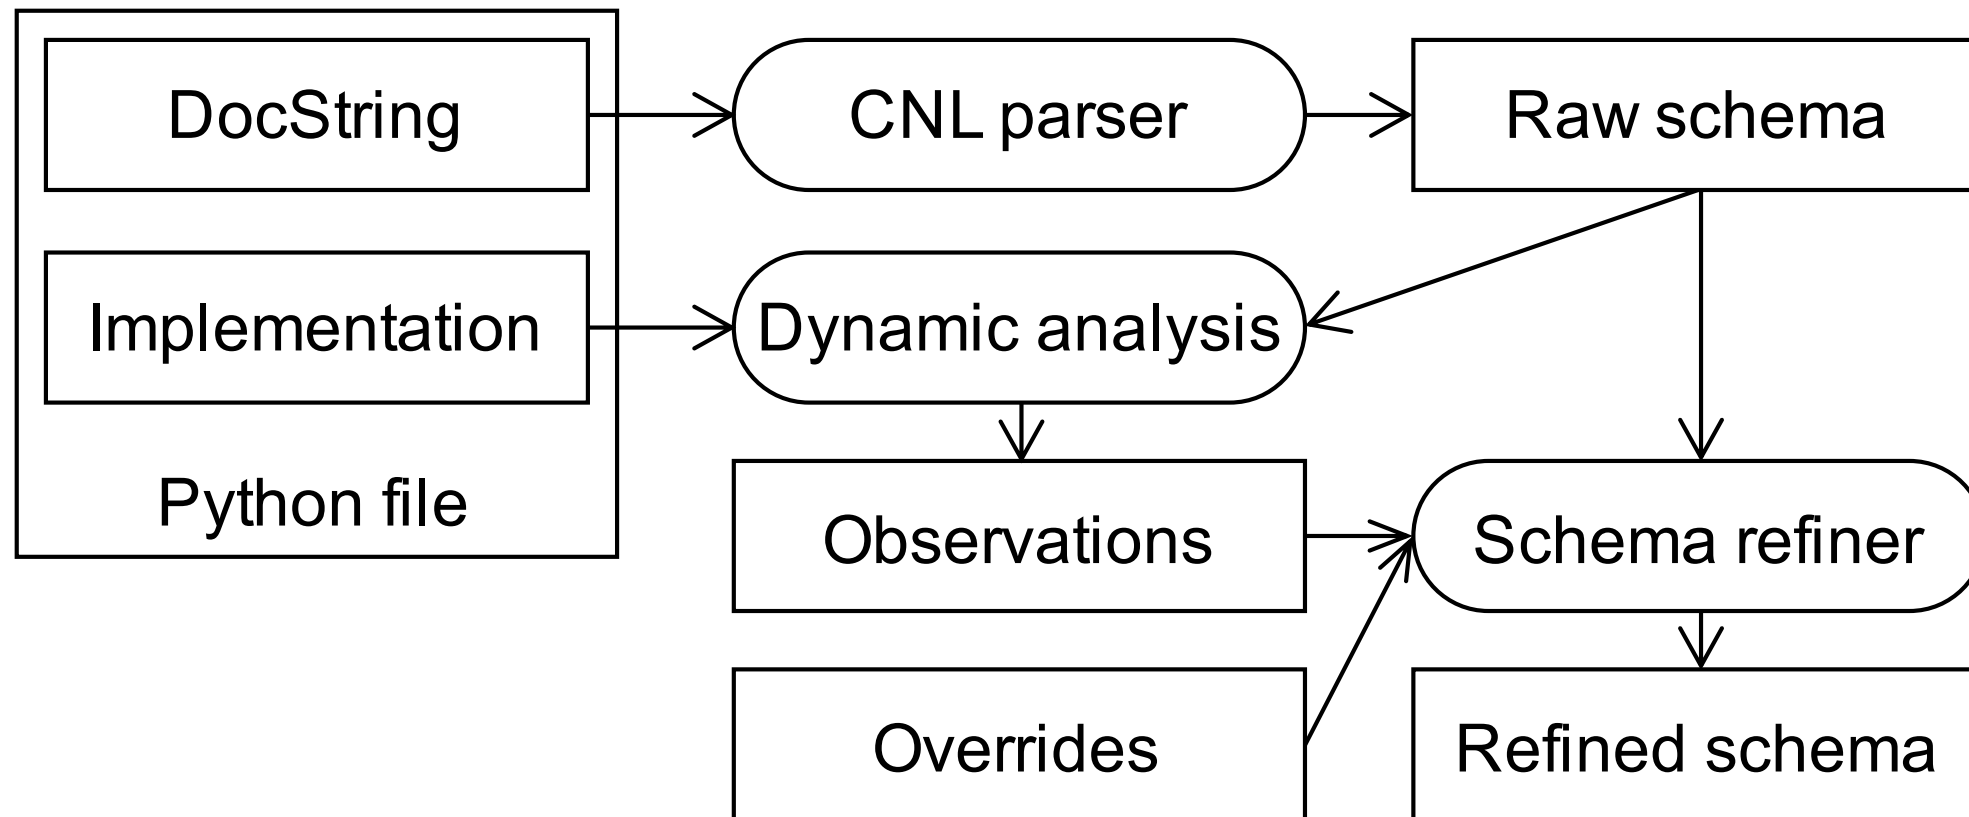 DocString
CNL parser
Raw schema
Implementation
Dynamic analysis
Python file
Observations
Schema refiner
Overrides
Refined schema